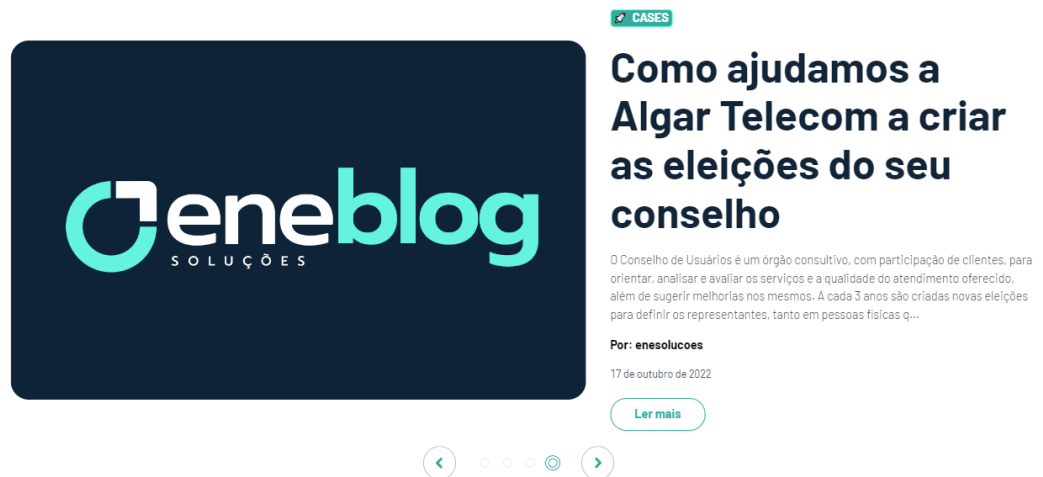 CASES
Como ajudamos a
Algar Telecom a criar
as eleições do seu
conselho
eneblog
SOLUÇÕES
O Conselho de Usuários é um órgão consultivo, com participação de clientes, para
orientar, analisar e avaliar os serviços e a qualidade do atendimento oferecido,
além de sugerir melhorias nos mesmos. A cada 3 anos são criadas novas eleições
para definir os representantes, tanto em pessoas físicas q...
Por: enesolucoes
17 de outubro de 2022
Ler mais